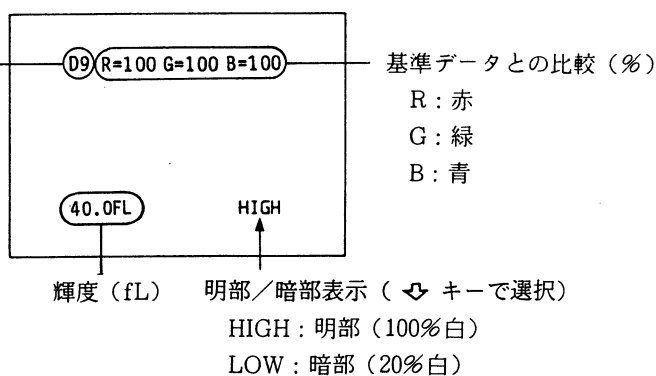 D9 R=100 G=100 B=100
基準データとの比較（%）
R：赤
G：緑
B：青
40.0FL
HIGH
輝度（fL）
明部／暗部表示（ キーで選択）
HIGH：明部（100%白）
LOW：暗部（20%白）